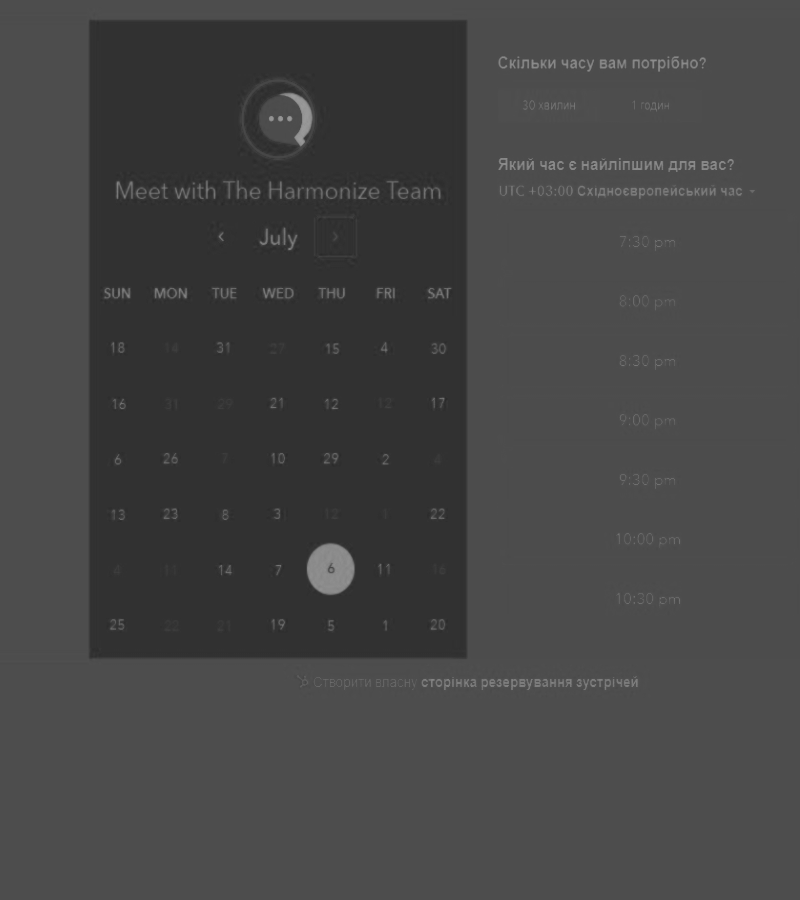 Meet with The Harmonize Team
July
SUN MON TUE WED THU FRI SAT
18 14 31 27 15 4 30
16 31 29 21 12 12 17
6 26 7 10 29 2 4
13 23 8 3 12 22
4 11 14 7 6 11 16
25 22 21 19 5 1 20
Скільки часу вам потрібно?
30 хвилин 1 годин
Який час є найліпшим для вас?
UTC +03:00 Східноєвропейський час
7:30 pm
8:00 pm
8:30 pm
9:00 pm
9:30 pm
10:00 pm
10:30 pm
Створити власну сторінка резервування зустрічей